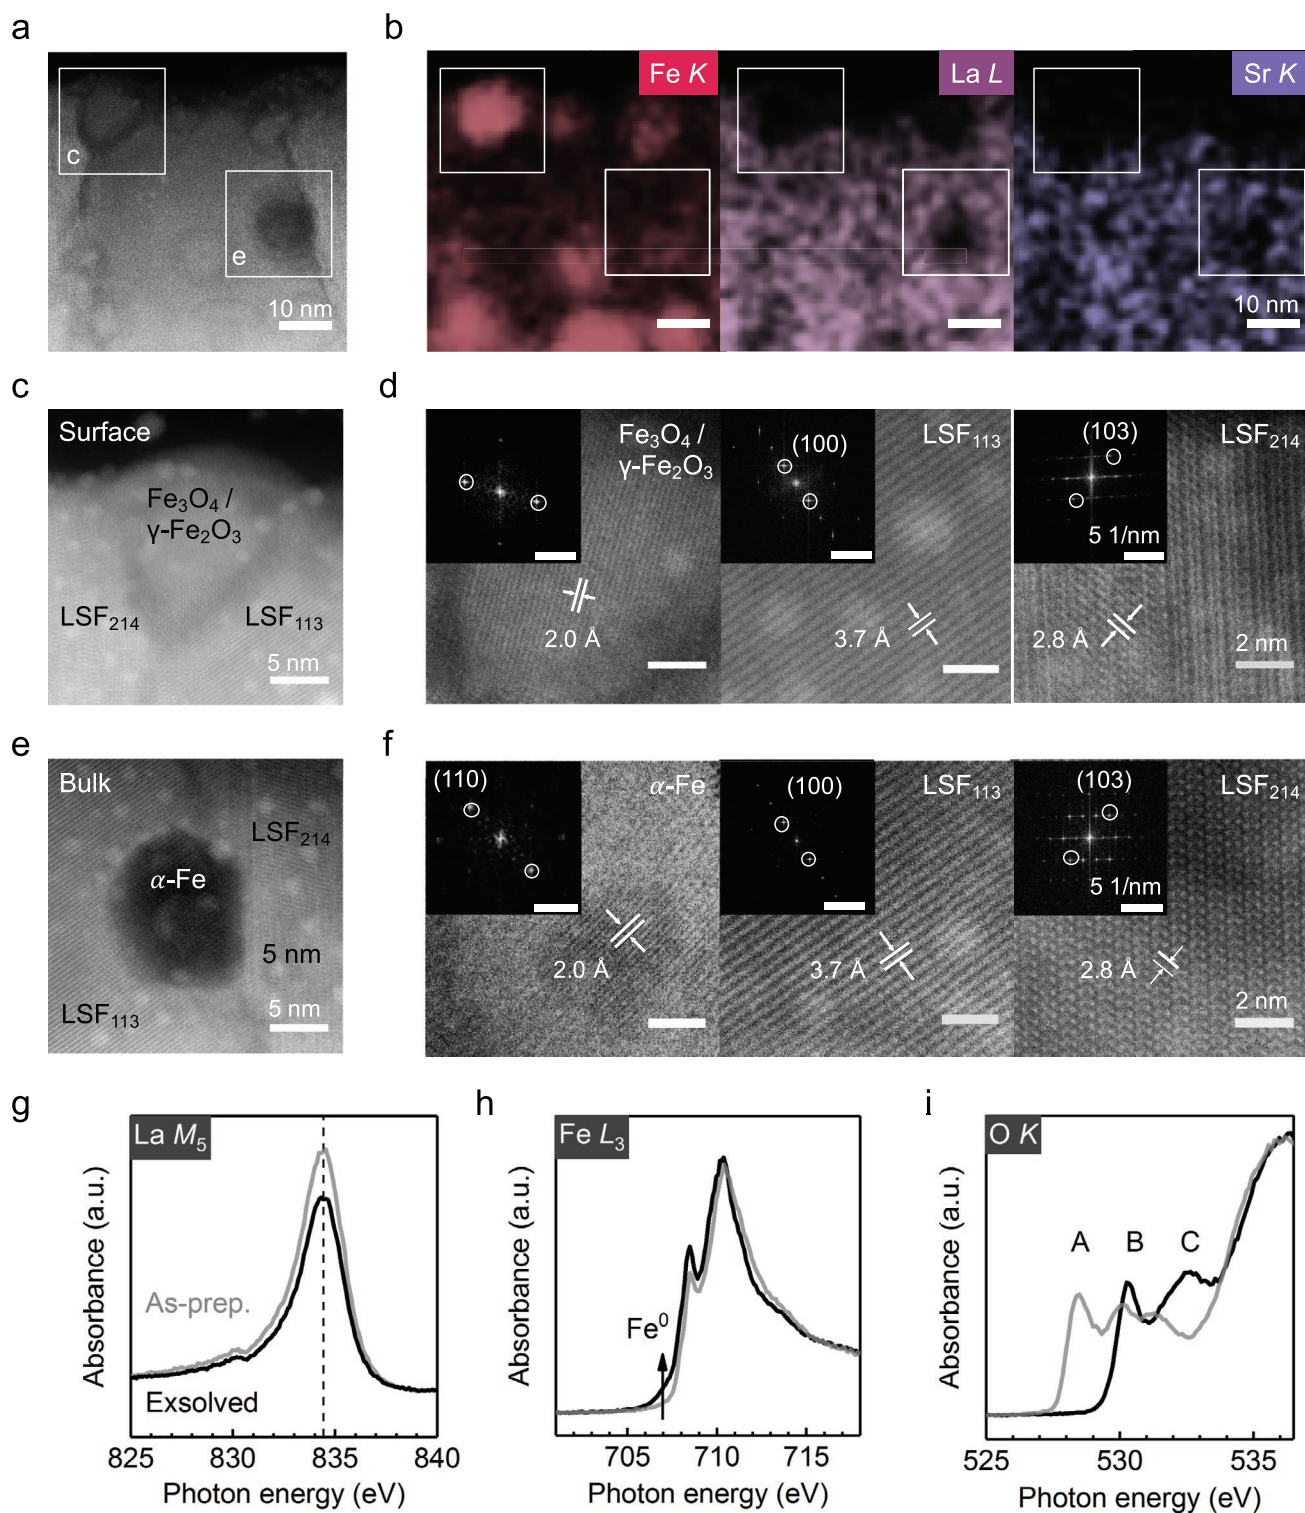 a
c
e
10 nm
b
Fe K
La L
Sr K
10 nm
c
Surface
Fe₃O₄ /
γ-Fe₂O₃
LSF₂₁₄
LSF₁₁₃
5 nm
d
Fe₃O₄ /
γ-Fe₂O₃
2.0 Å
(100)
LSF₁₁₃
3.7 Å
(103)
LSF₂₁₄
5 1/nm
2.8 Å
2 nm
e
Bulk
LSF₂₁₄
α-Fe
5 nm
LSF₁₁₃
5 nm
f
(110)
α-Fe
2.0 Å
(100)
LSF₁₁₃
3.7 Å
(103)
LSF₂₁₄
5 1/nm
2.8 Å
2 nm
g
La M₅
As-prep.
Exsolved
Absorbance (a.u.)
825 830 835 840
Photon energy (eV)
h
Fe L₃
Fe⁰
Absorbance (a.u.)
705 710 715
Photon energy (eV)
i
O K
A B C
Absorbance (a.u.)
525 530 535
Photon energy (eV)